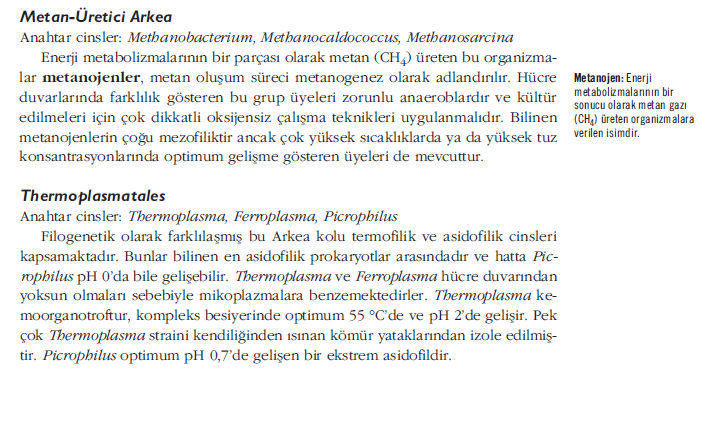 Metan-Üretici Arkea
Anahtar cinsler: Methanobacterium, Methanocaldococcus, Methanosarcina
Enerji metabolizmalarının bir parçası olarak metan (CH4) üreten bu organizma-
lar metanojenler, metan oluşum süreci metanogenez olarak adlandırılır. Hücre
duvarlarında farklılık gösteren bu grup üyeleri zorunlu anaeroblardır ve kültür
edilmeleri için çok dikkatli oksijensiz çalışma teknikleri uygulanmalıdır. Bilinen
metanojenlerin çoğu mezofiliktir ancak çok yüksek sıcaklıklarda ya da yüksek tuz
konsantrasyonlarında optimum gelişme gösteren üyeleri de mevcuttur.
Metanojen: Enerji
metabolizmalarının bir
sonucu olarak metan gazı
(CH4) üreten organizmalara
verilen isimdir.
Thermoplasmatales
Anahtar cinsler: Thermoplasma, Ferroplasma, Picrophilus
Filogenetik olarak farklılaşmış bu Arkea kolu termofilik ve asidofilik cinsleri
kapsamaktadır. Bunlar bilinen en asidofilik prokaryotlar arasındadır ve hatta Pic-
rophilus pH 0'da bile gelişebilir. Thermoplasma ve Ferroplasma hücre duvarından
yoksun olmaları sebebiyle mikoplazmalara benzemektedirler. Thermoplasma ke-
moorganotroftur, kompleks besiyerinde optimum 55 °C'de ve pH 2'de gelişir. Pek
çok Thermoplasma straini kendiliğinden ısınan kömür yataklarından izole edilmiş-
tir. Picrophilus optimum pH 0,7'de gelişen bir ekstrem asidofildir.